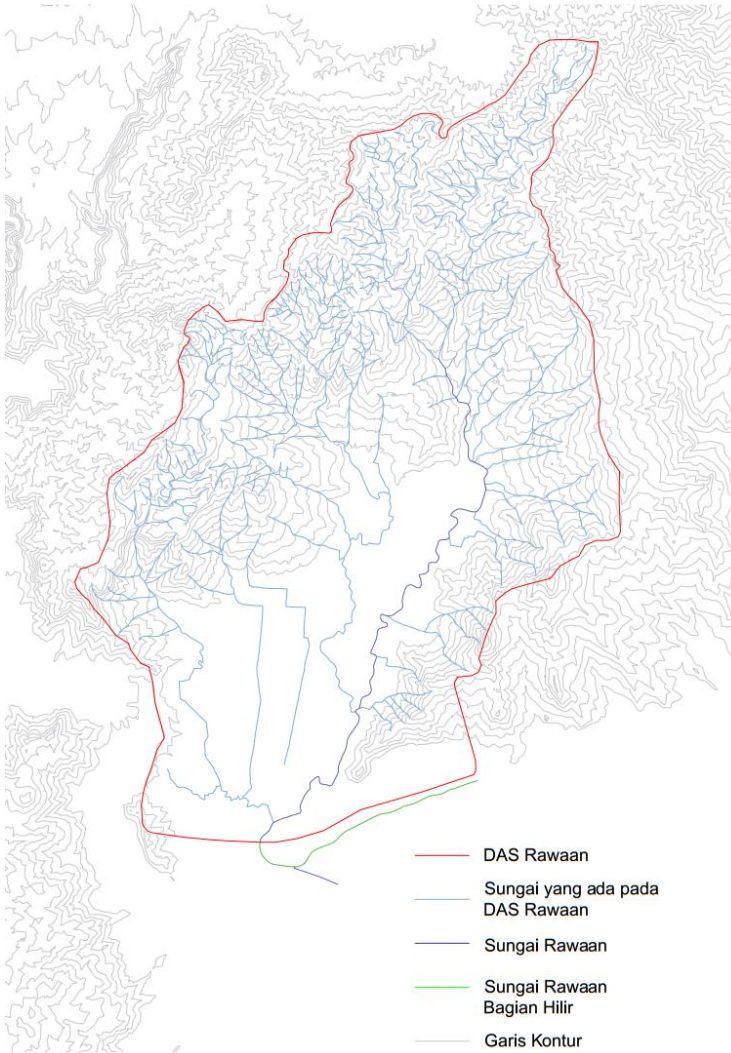 DAS Rawaan
Sungai yang ada pada
DAS Rawaan
Sungai Rawaan
Sungai Rawaan
Bagian Hilir
Garis Kontur